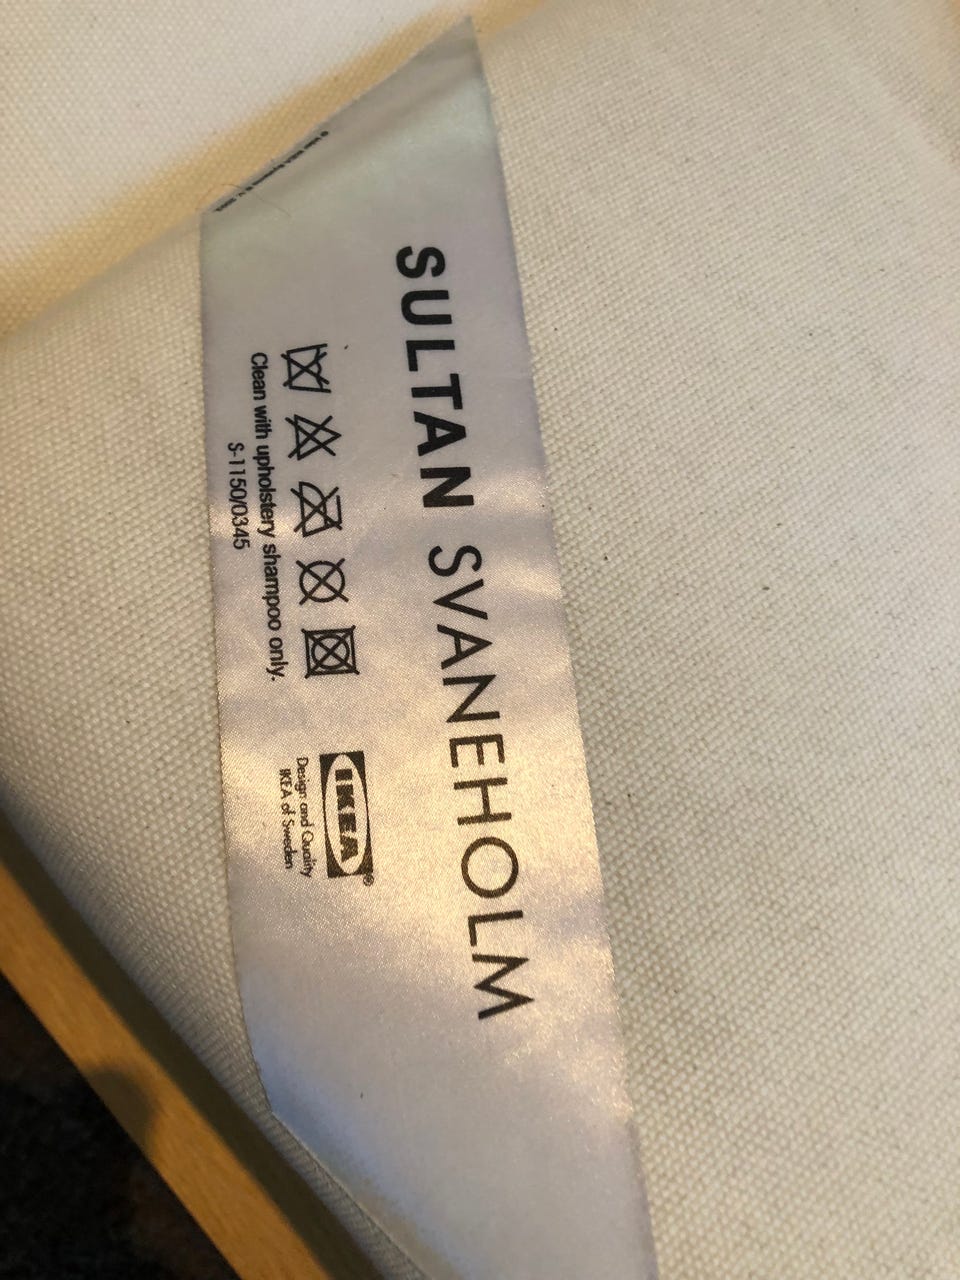 SULTAN SVANEHOLM
Clean with upholstery shampoo only.
S-1150/0345
IKEA®
Design and Quality
IKEA of Sweden